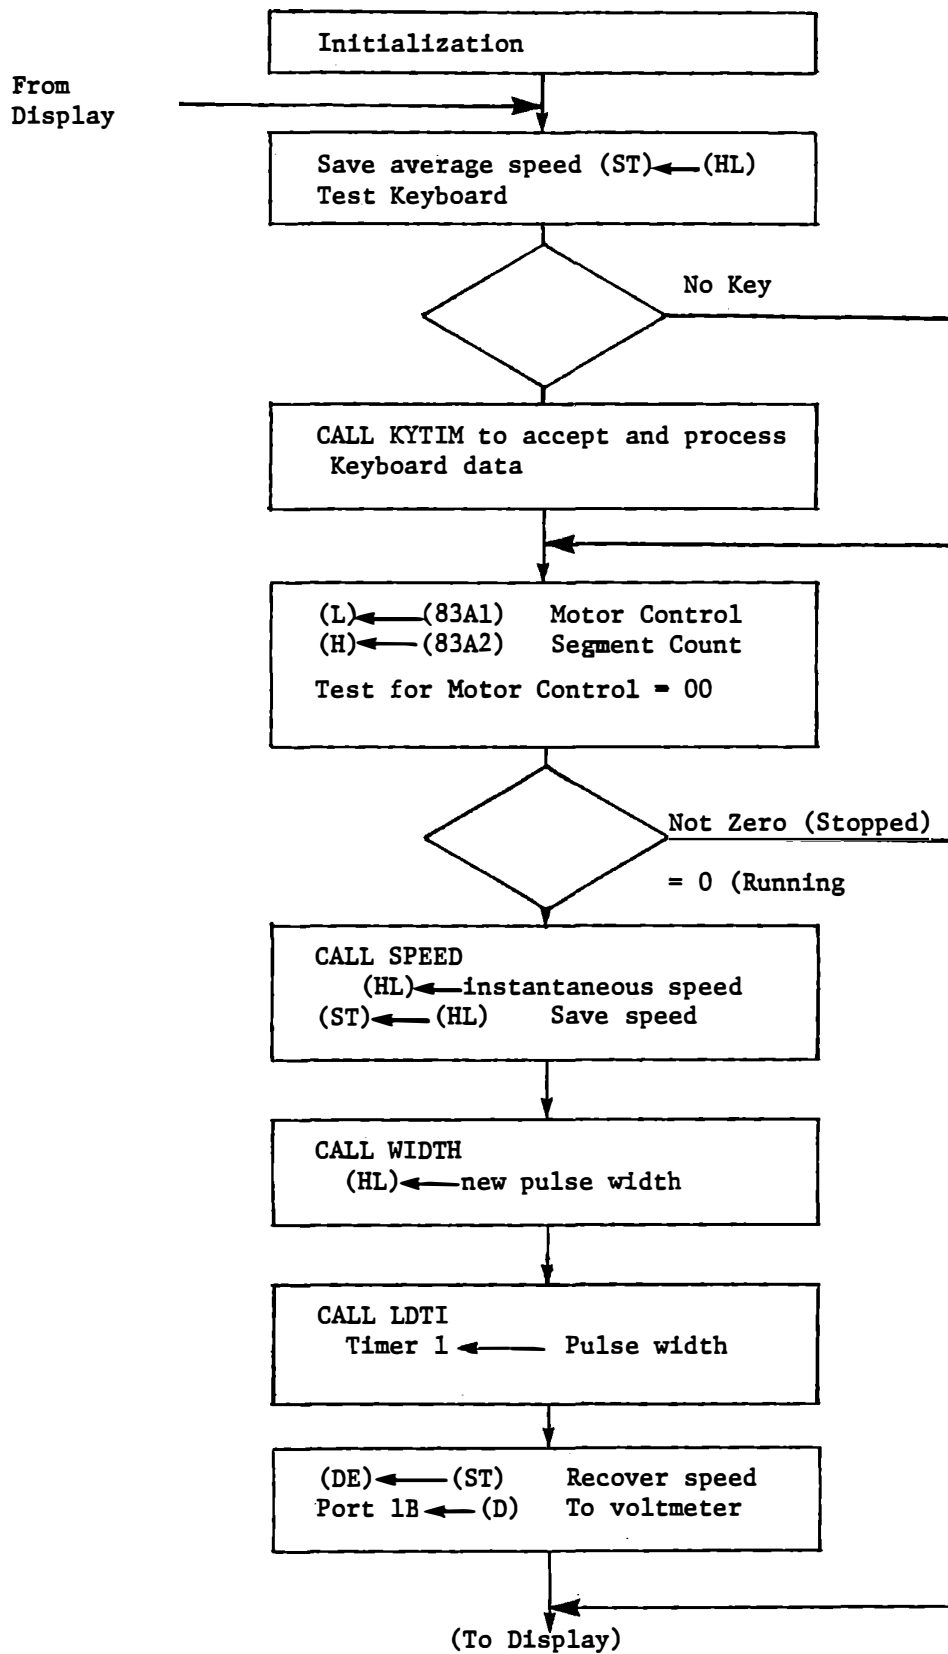 Initialization
From
Display
Save average speed (ST)←(HL)
Test Keyboard
No Key
CALL KYTIM to accept and process
Keyboard data
(L)←(83A1) Motor Control
(H)←(83A2) Segment Count
Test for Motor Control = 00
Not Zero (Stopped)
= 0 (Running
CALL SPEED
(HL)←instantaneous speed
(ST)←(HL) Save speed
CALL WIDTH
(HL)←new pulse width
CALL LDTI
Timer 1← Pulse width
(DE)←(ST) Recover speed
Port 1B←(D) To voltmeter
(To Display)